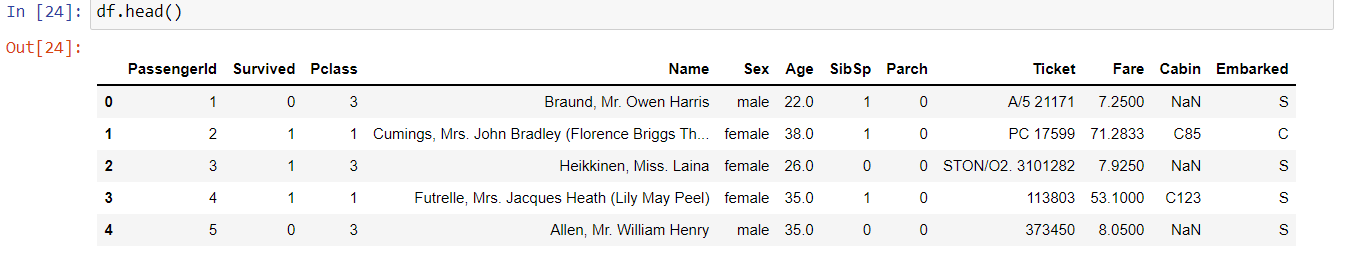 In [24]: df.head()
Out[24]:
PassengerId Survived Pclass Name Sex Age SibSp Parch Ticket Fare Cabin Embarked
0 1 0 3 Braund, Mr. Owen Harris male 22.0 1 0 A/5 21171 7.2500 NaN S
1 2 1 1 Cumings, Mrs. John Bradley (Florence Briggs Th... female 38.0 1 0 PC 17599 71.2833 C85 C
2 3 1 3 Heikkinen, Miss. Laina female 26.0 0 0 STON/O2. 3101282 7.9250 NaN S
3 4 1 1 Futrelle, Mrs. Jacques Heath (Lily May Peel) female 35.0 1 0 113803 53.1000 C123 S
4 5 0 3 Allen, Mr. William Henry male 35.0 0 0 373450 8.0500 NaN S